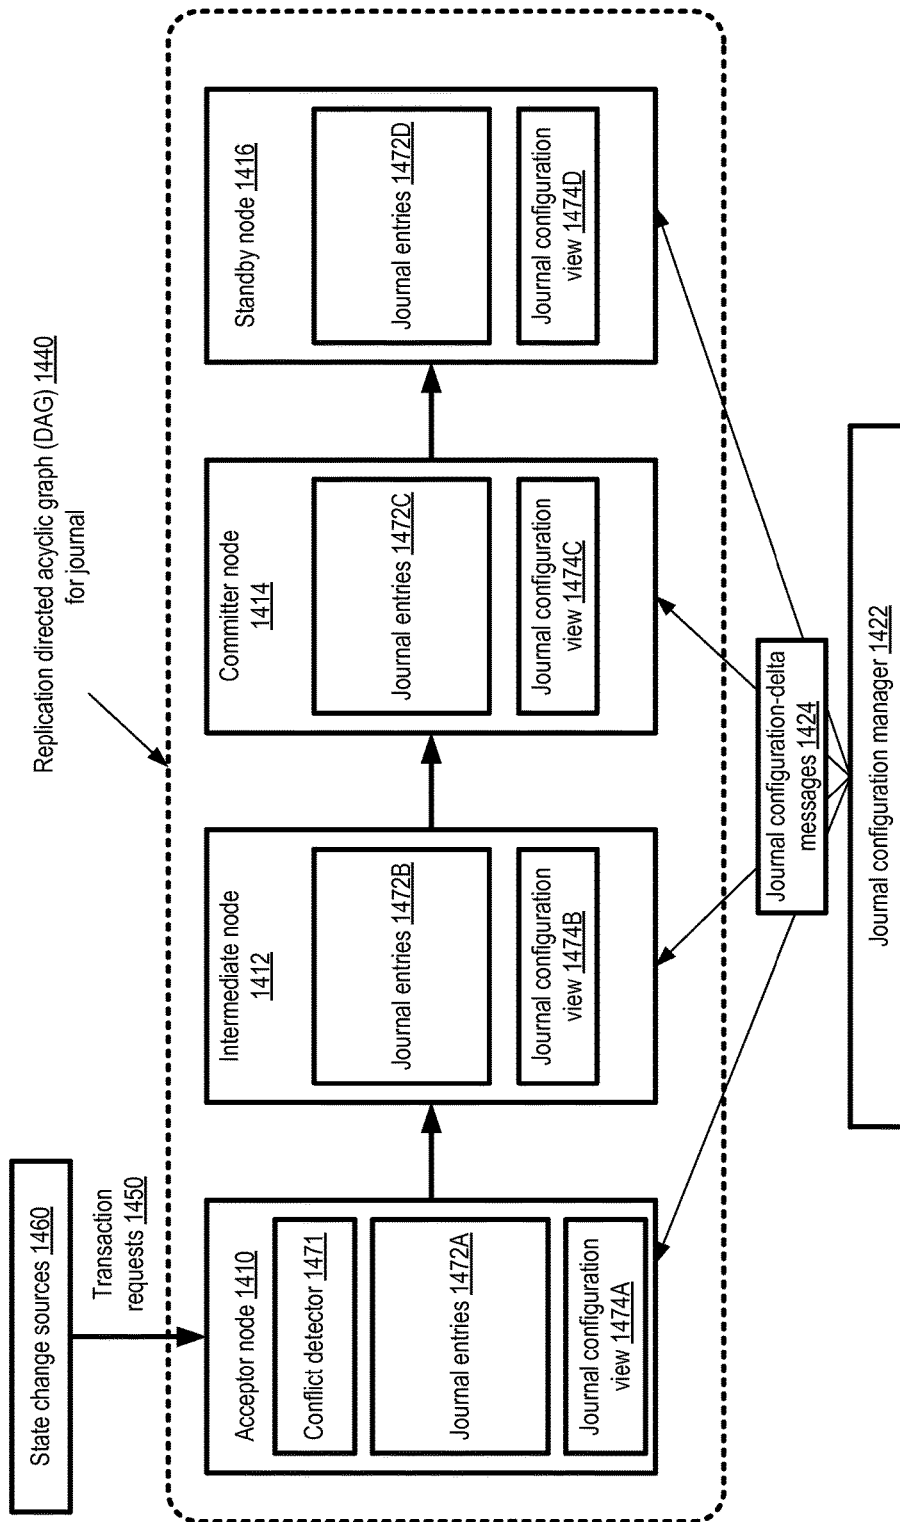 State change sources 1460
Transaction
requests 1450
Replication directed acyclic graph (DAG) 1440
for journal
Acceptor node 1410
Conflict detector 1471
Journal entries 1472A
Journal configuration
view 1474A
Intermediate node
1412
Journal entries 1472B
Journal configuration
view 1474B
Committer node
1414
Journal entries 1472C
Journal configuration
view 1474C
Standby node 1416
Journal entries 1472D
Journal configuration
view 1474D
Journal configuration-delta
messages 1424
Journal configuration manager 1422